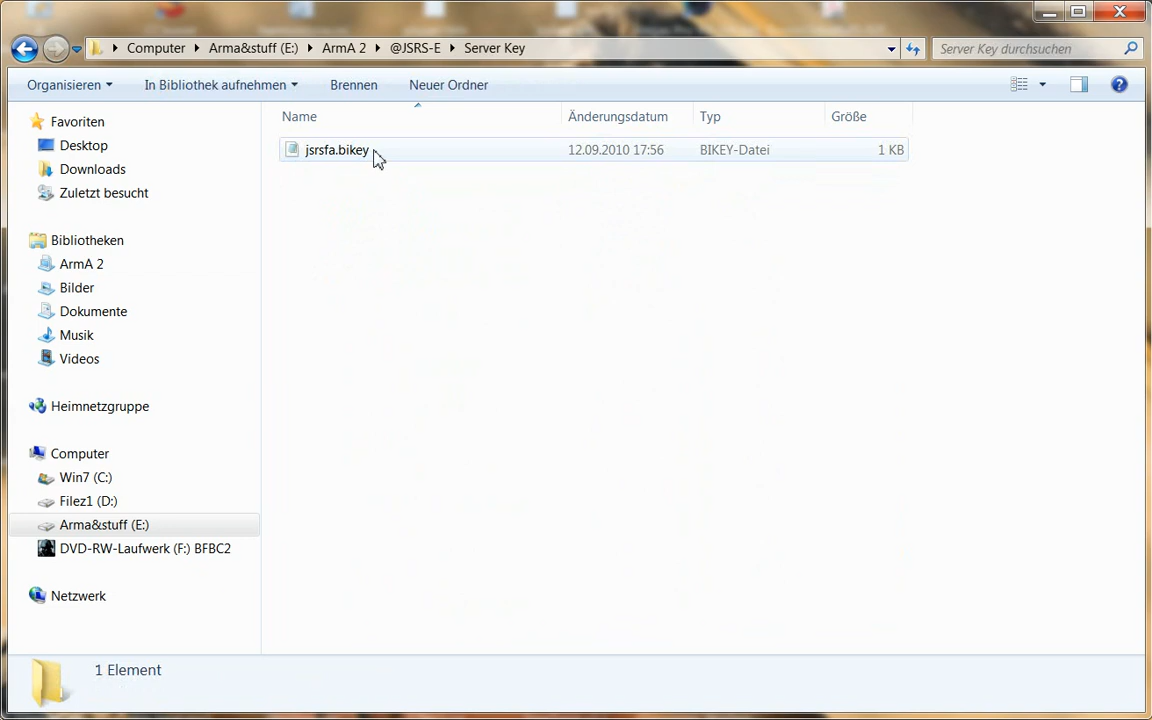 Computer Arma&stuff (E:) ArmA 2 @JSRS-E Server Key
Server Key durchsuchen
Organisieren In Bibliothek aufnehmen Brennen Neuer Ordner
Name Änderungsdatum Typ Größe
jsrsfa.bikey 12.09.2010 17:56 BIKEY-Datei 1 KB
Favoriten
Desktop
Downloads
Zuletzt besucht
Bibliotheken
ArmA 2
Bilder
Dokumente
Musik
Videos
Heimnetzgruppe
Computer
Win7 (C:)
Filez1 (D:)
Arma&stuff (E:)
DVD-RW-Laufwerk (F:) BFBC2
Netzwerk
1 Element